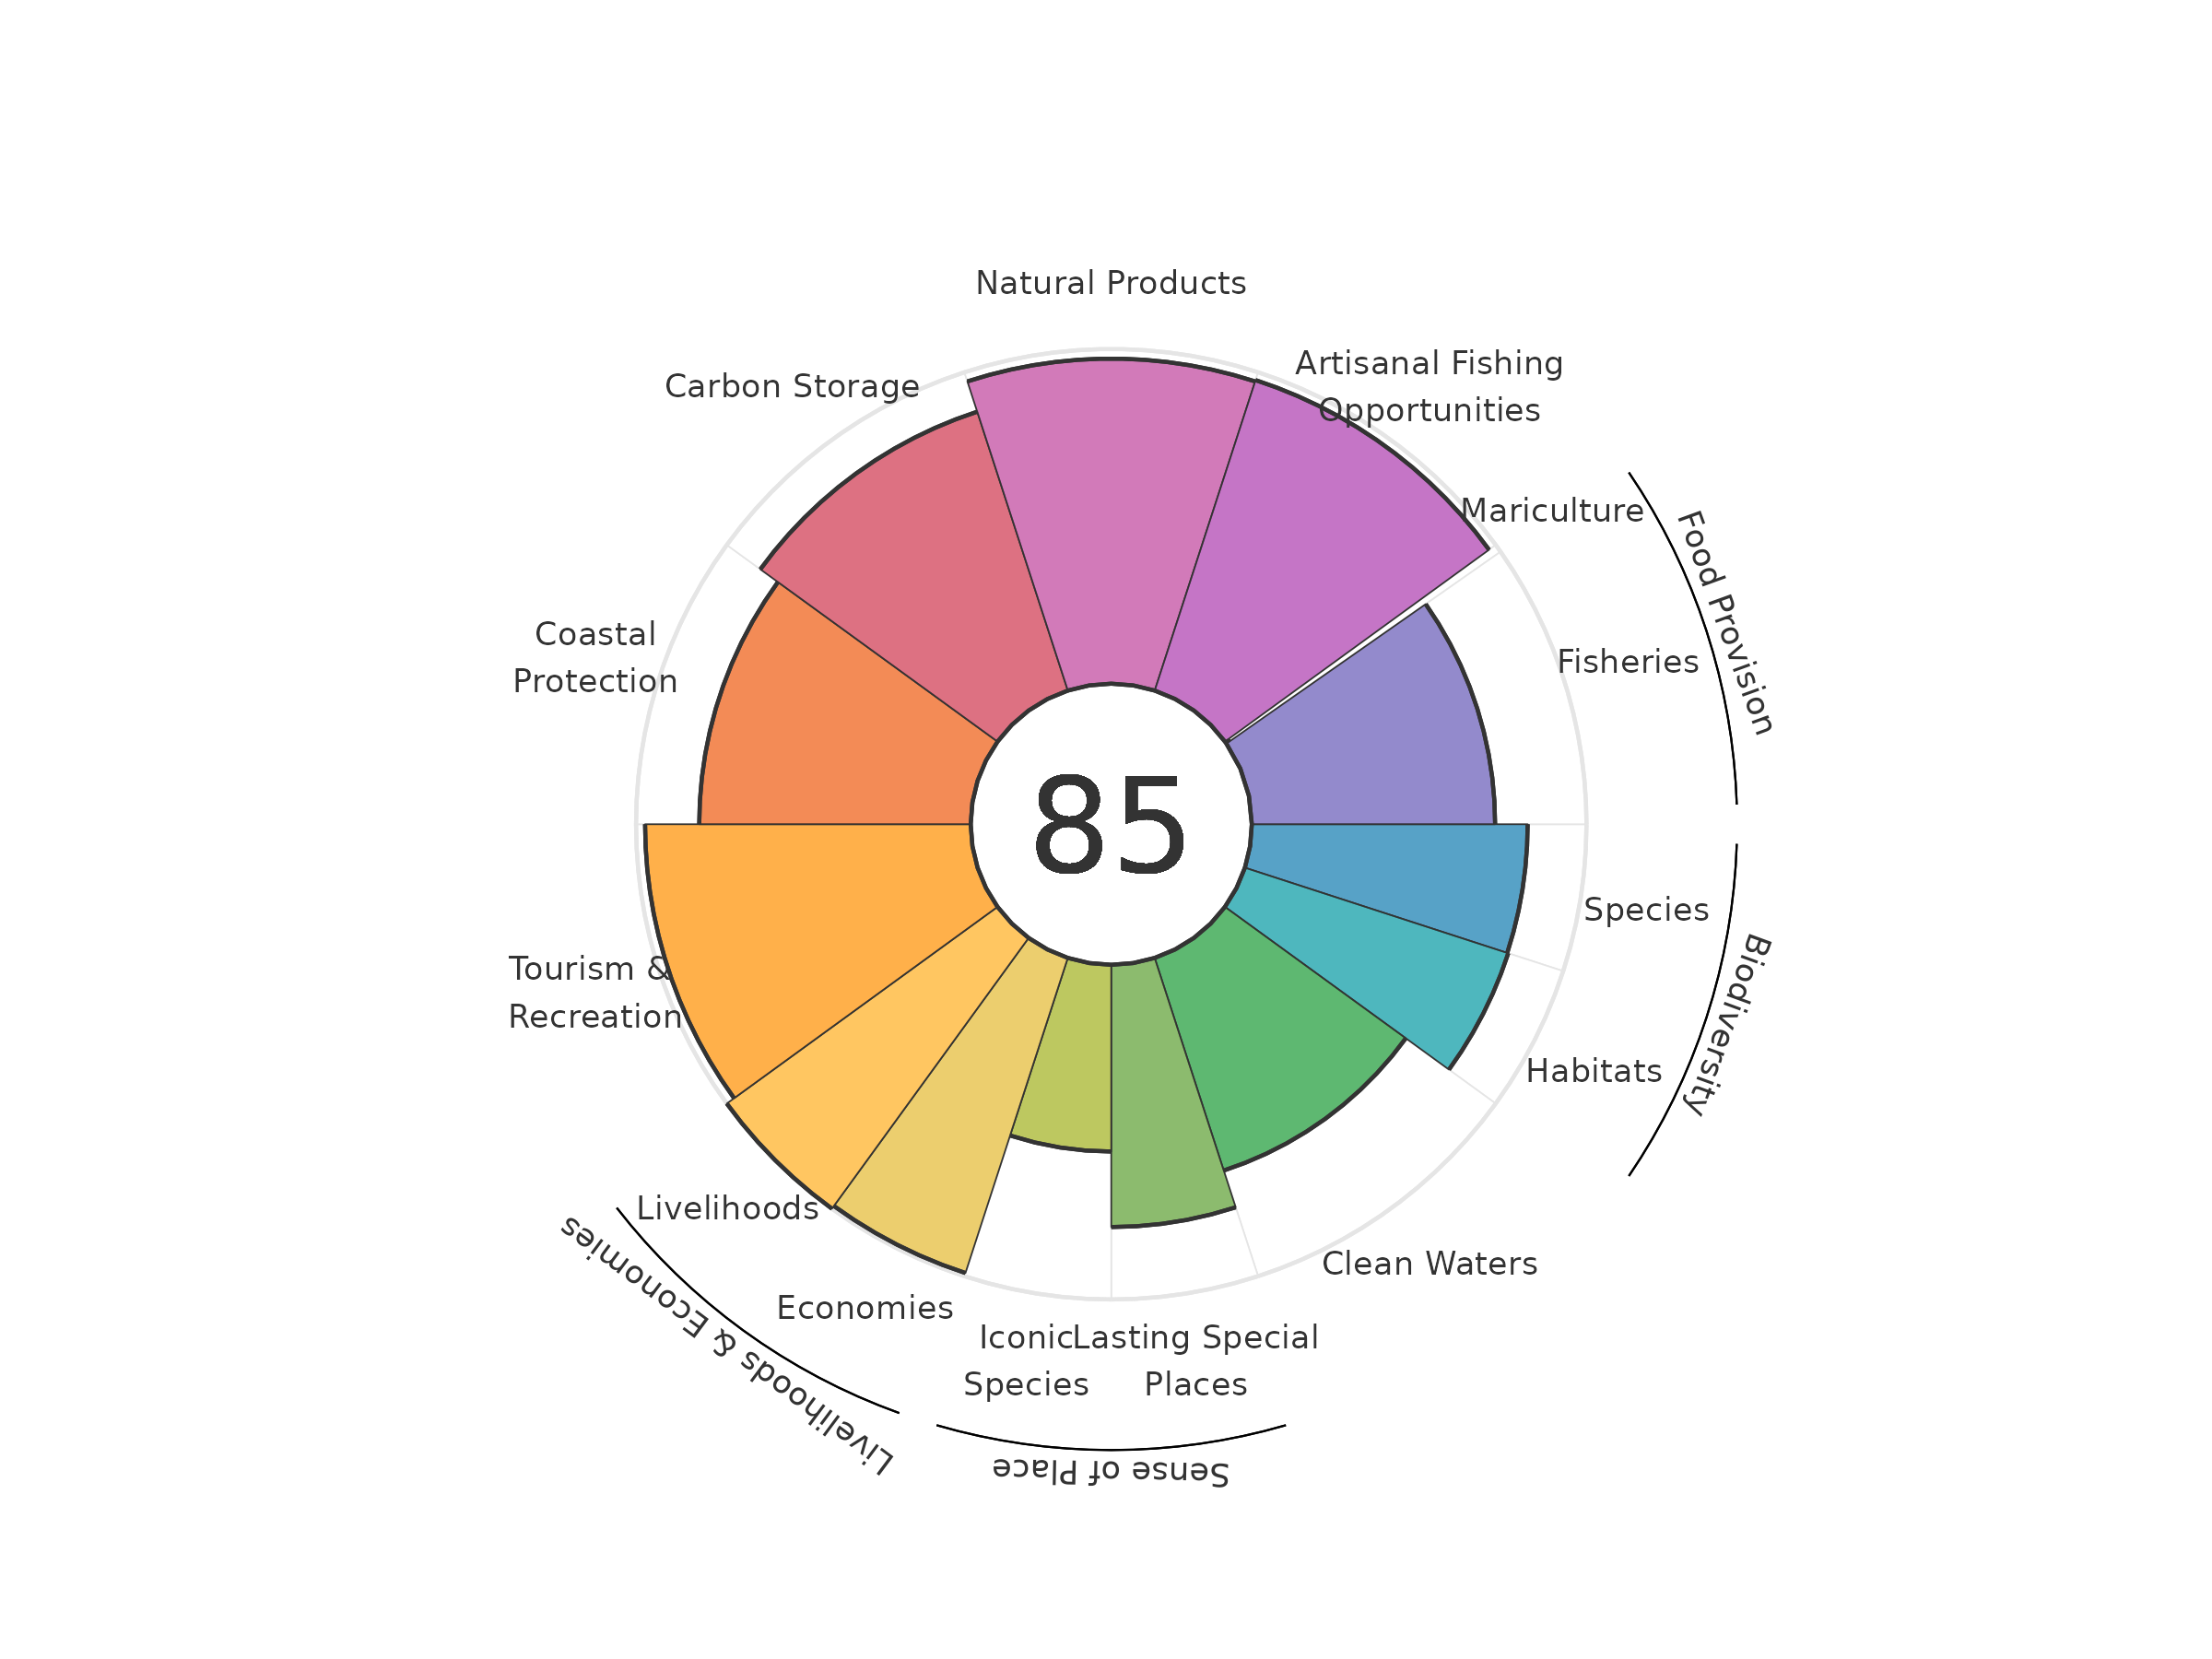 Natural Products
Artisanal Fishing
Opportunities
Carbon Storage
Mariculture
Food Provision
Coastal
Protection
Fisheries
85
Species
Tourism &
Recreation
Biodiversity
Habitats
Livelihoods
Clean Waters
Economies
Livelihoods & Economies
Iconic
Species
Lasting Special
Places
Sense of Place